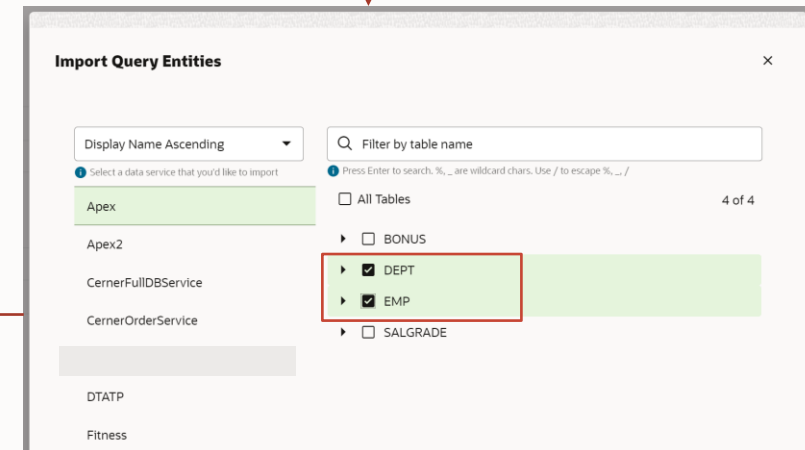 Import Query Entities
×
Display Name Ascending
Select a data service that you'd like to import
Apex
Apex2
CernerFullDBService
CernerOrderService
DTATP
Fitness
Filter by table name
Press Enter to search. %, _ are wildcard chars. Use / to escape %, _, /
All Tables 4 of 4
BONUS
DEPT
EMP
SALGRADE